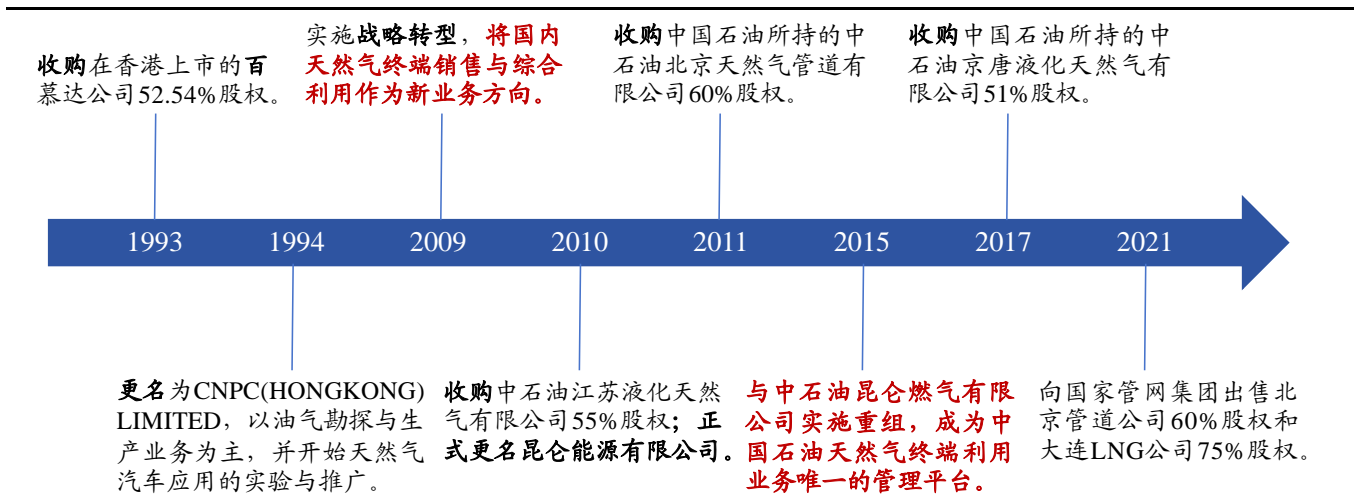 收购在香港上市的百
慕达公司52.54%股权。
实施战略转型，将国内
天然气终端销售与综合
利用作为新业务方向。
收购中国石油所持的中
石油北京天然气管道有
限公司60%股权。
收购中国石油所持的中
石油京唐液化天然气有
限公司51%股权。
1993 1994 2009 2010 2011 2015 2017 2021
更名为CNPC(HONGKONG)
LIMITED，以油气勘探与生
产业务为主，并开始天然气
汽车应用的实验与推广。
收购中石油江苏液化天然
气有限公司55%股权；正
式更名昆仑能源有限公司。
与中石油昆仑燃气有限
公司实施重组，成为中
国石油天然气终端利用
业务唯一的管理平台。
向国家管网集团出售北
京管道公司60%股权和
大连LNG公司75%股权。